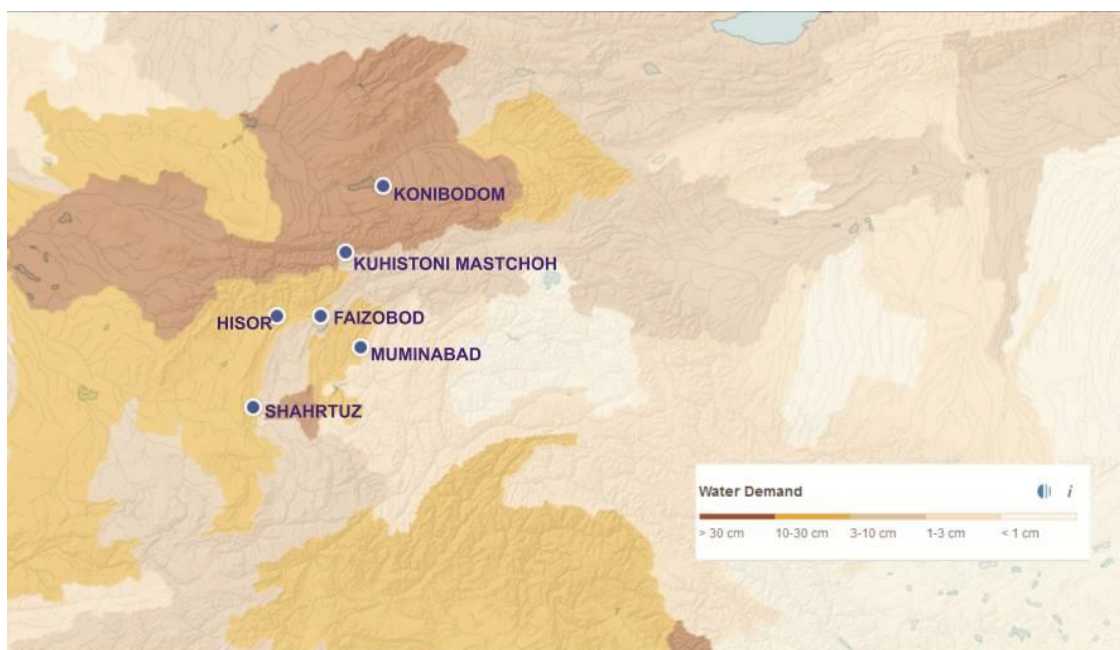 KONIBODOM
KUHISTONI MASTCHOH
HISOR
FAIZOBOD
MUMINABAD
SHAHRTUZ
Water Demand
i
> 30 cm 10-30 cm 3-10 cm 1-3 cm < 1 cm